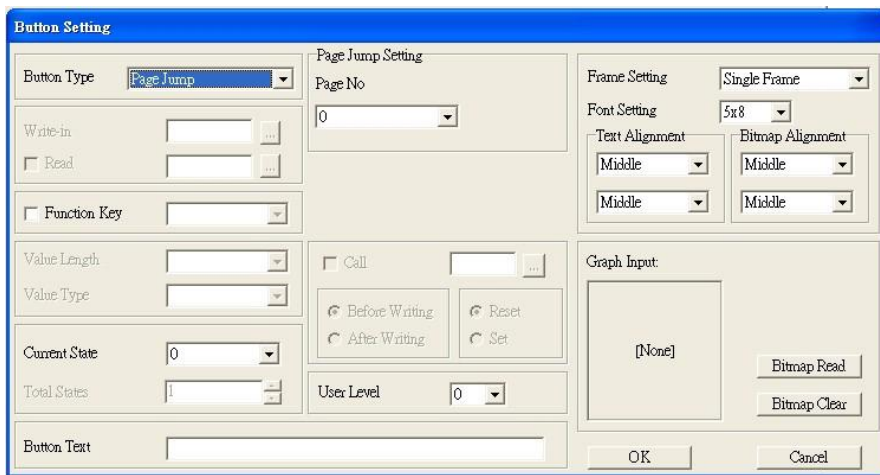 Button Setting
Button Type
Page Jump
Write-in
...
Read
...
Function Key
Value Length
Value Type
Current State
0
Total States
1
Button Text
Page Jump Setting
Page No
0
Call
...
Before Writing
After Writing
Reset
Set
User Level
0
Frame Setting
Single Frame
Font Setting
5x8
Text Alignment
Middle
Middle
Bitmap Alignment
Middle
Middle
Graph Input:
[None]
Bitmap Read
Bitmap Clear
OK
Cancel